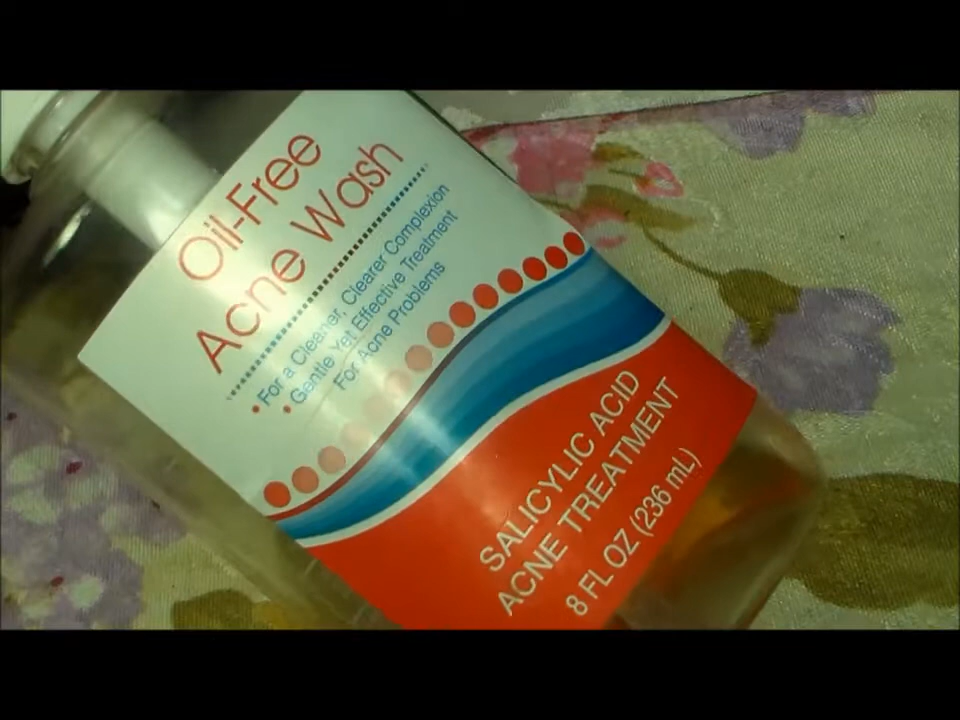 Oil-Free
Acne Wash
• For a Cleaner, Clearer Complexion
• Gentle Yet Effective Treatment
For Acne Problems
SALICYLIC ACID
ACNE TREATMENT
8 FL OZ (236 mL)